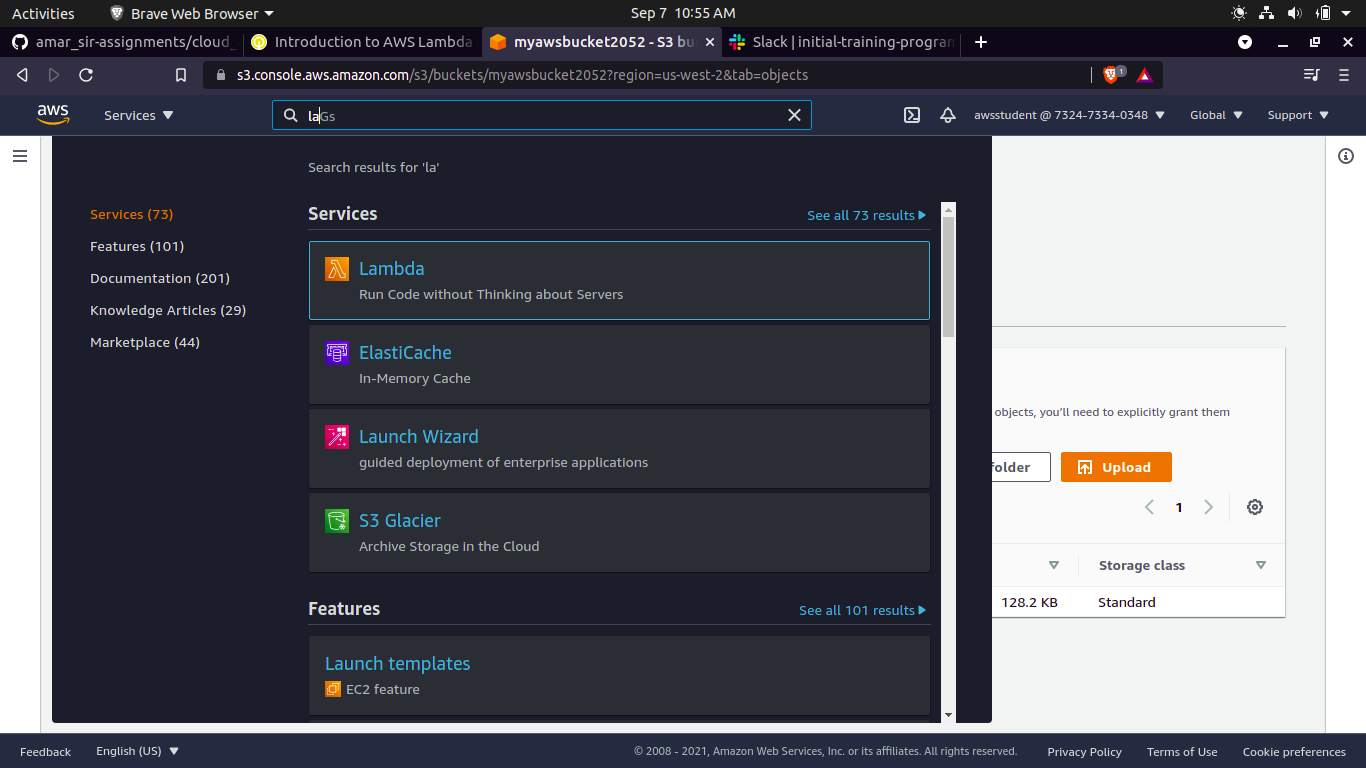 Activities
Brave Web Browser
Sep 7 10:55 AM
amar_sir-assignments/cloud_
Introduction to AWS Lambda
myawsbucket2052 - S3 bu
Slack | initial-training-program
s3.console.aws.amazon.com/s3/buckets/myawsbucket2052?region=us-west-2&tab=objects
1
aws
Services
laGs
awsstudent @ 7324-7334-0348
Global
Support
Search results for 'la'
Services (73)
Features (101)
Documentation (201)
Knowledge Articles (29)
Marketplace (44)
Services
See all 73 results
Lambda
Run Code without Thinking about Servers
ElastiCache
In-Memory Cache
Launch Wizard
guided deployment of enterprise applications
S3 Glacier
Archive Storage in the Cloud
Features
See all 101 results
Launch templates
EC2 feature
objects, you’ll need to explicitly grant them
folder
Upload
1
Storage class
128.2 KB
Standard
Feedback
English (US)
© 2008 - 2021, Amazon Web Services, Inc. or its affiliates. All rights reserved.
Privacy Policy
Terms of Use
Cookie preferences